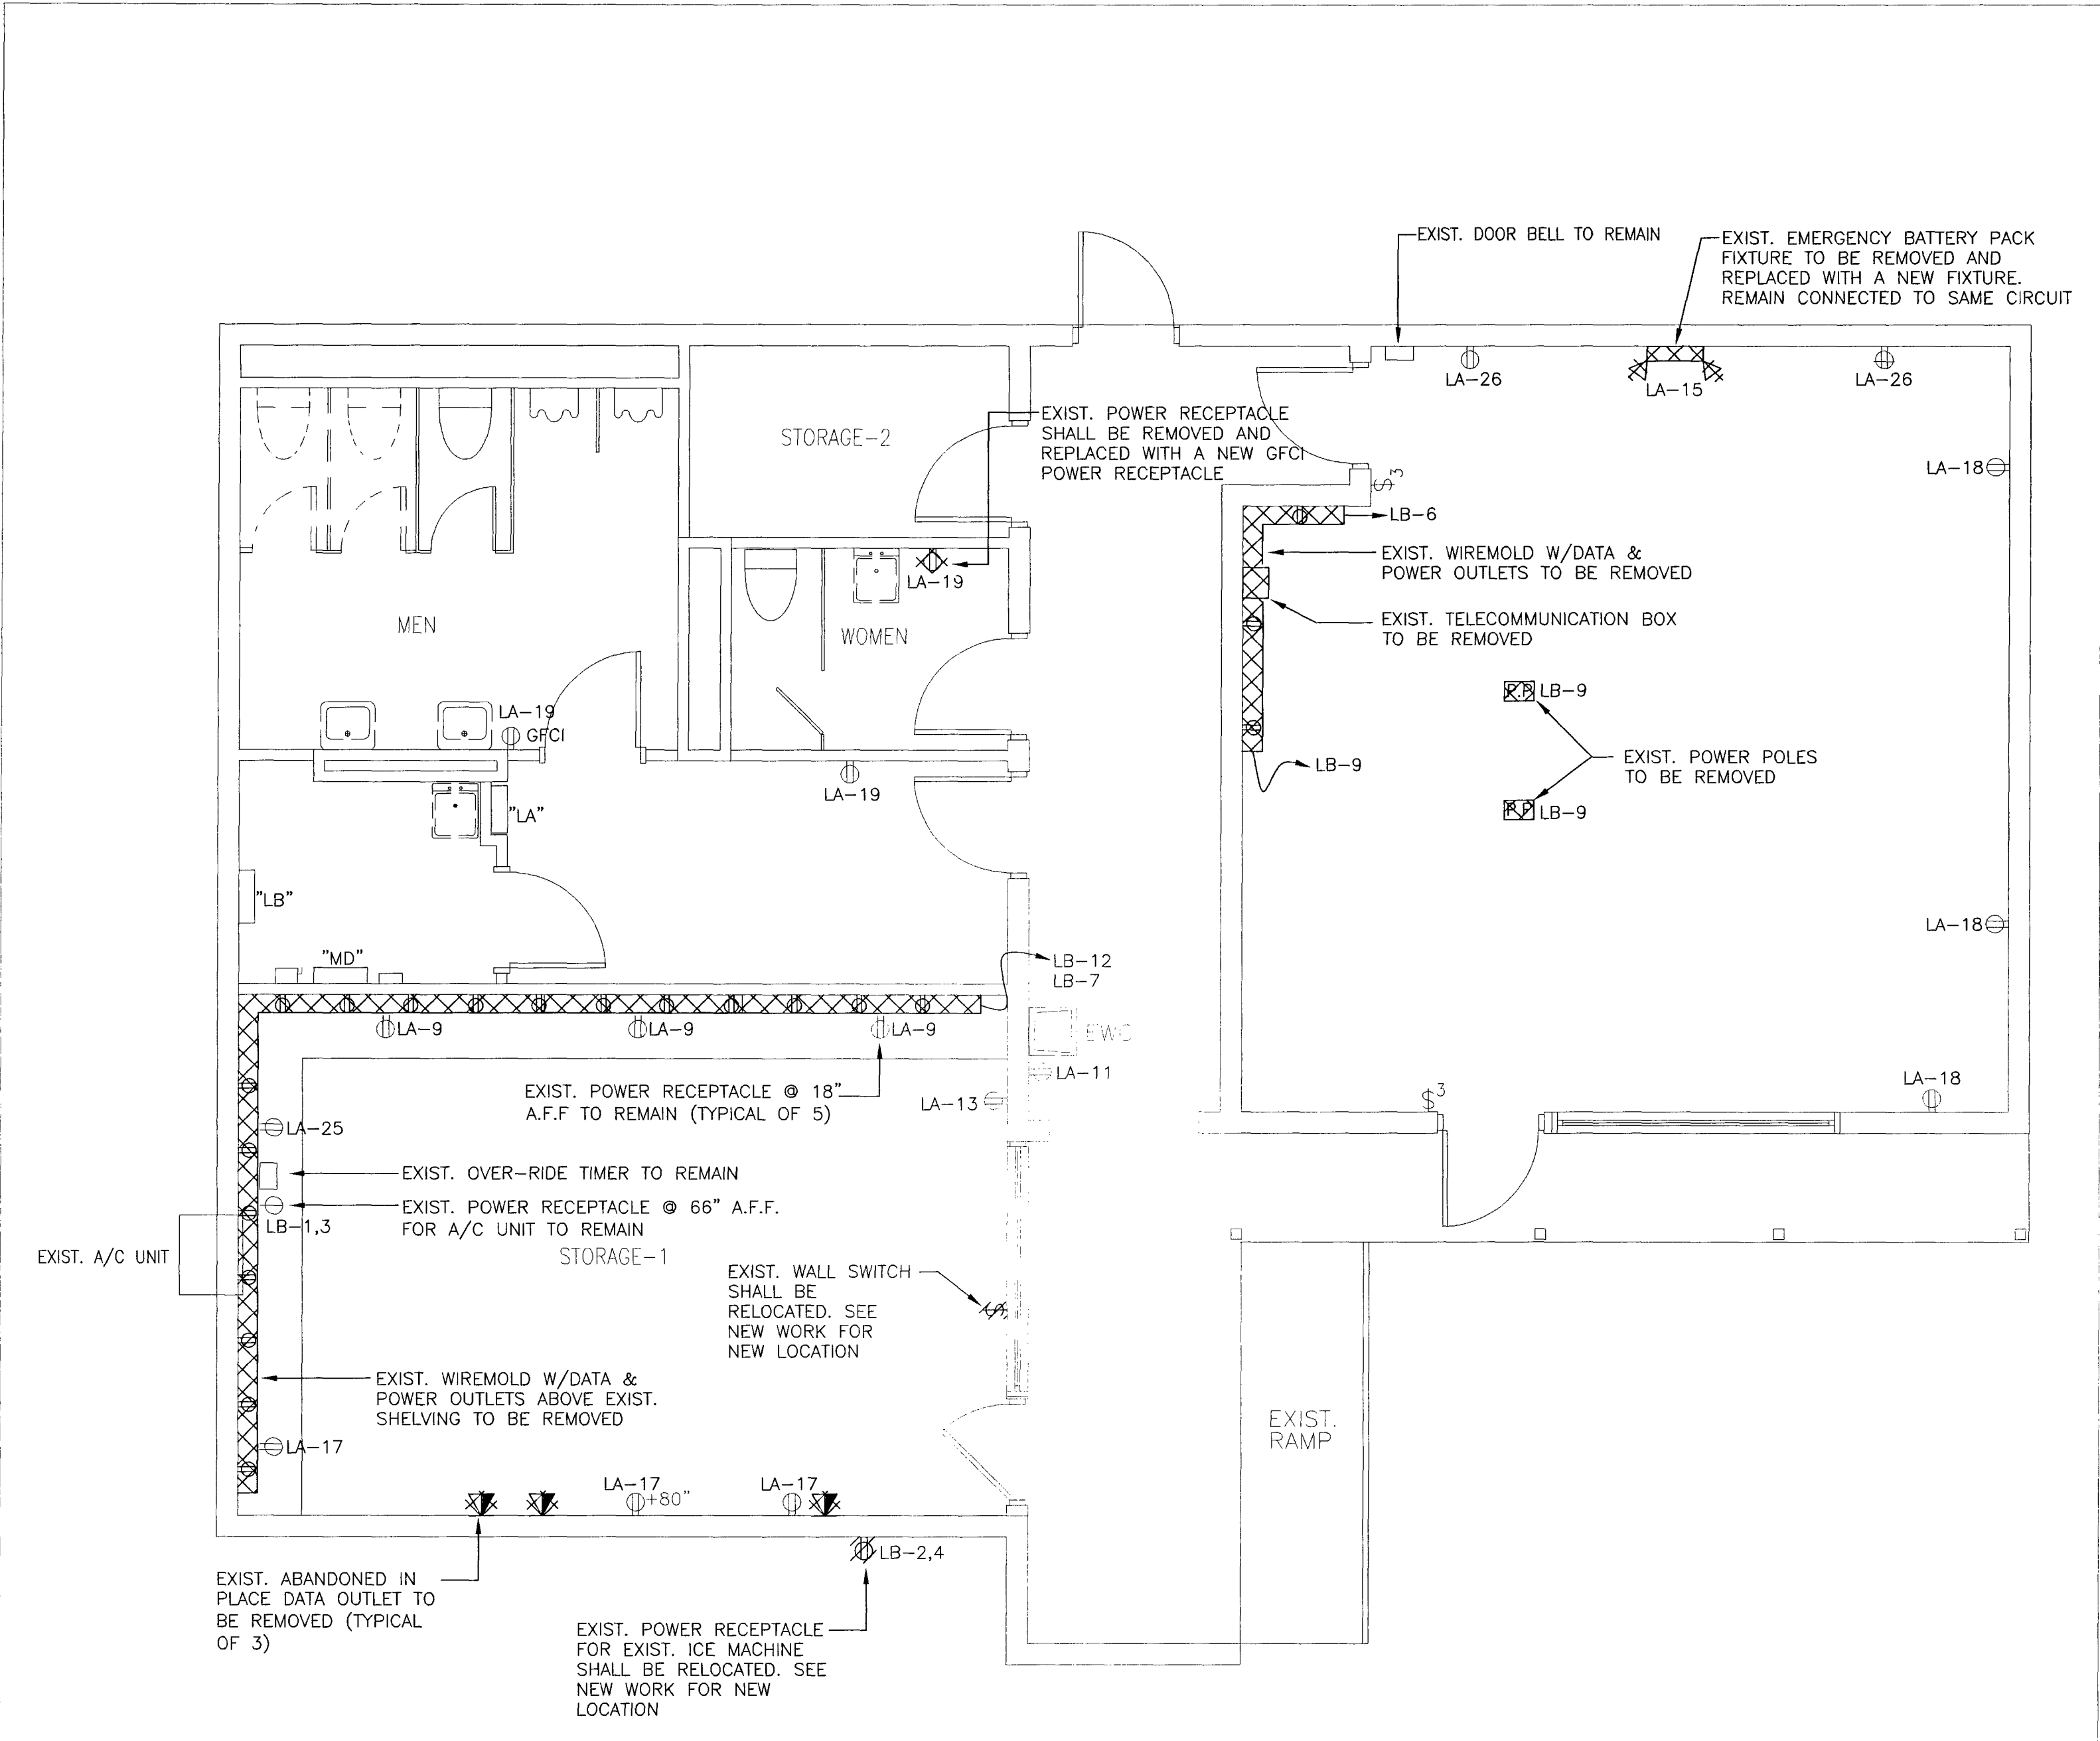 EXIST. DOOR BELL TO REMAIN
EXIST. EMERGENCY BATTERY PACK
FIXTURE TO BE REMOVED AND
REPLACED WITH A NEW FIXTURE.
REMAIN CONNECTED TO SAME CIRCUIT
LA-26
LA-15
LA-26
EXIST. POWER RECEPTACLE
SHALL BE REMOVED AND
REPLACED WITH A NEW GFCI
POWER RECEPTACLE
STORAGE-2
LA-18
$3
LB-6
EXIST. WIREMOLD W/DATA &
POWER OUTLETS TO BE REMOVED
LA-19
EXIST. TELECOMMUNICATION BOX
TO BE REMOVED
MEN
WOMEN
P.P LB-9
LA-19
GFCI
EXIST. POWER POLES
TO BE REMOVED
LB-9
LA-19
P.P LB-9
"LA"
"LB"
LA-18
"MD"
LB-12
LB-7
LA-9
LA-9
LA-9
EWC
LA-11
EXIST. POWER RECEPTACLE @ 18"
A.F.F TO REMAIN (TYPICAL OF 5)
LA-13
$3
LA-18
LA-25
EXIST. OVER-RIDE TIMER TO REMAIN
EXIST. POWER RECEPTACLE @ 66" A.F.F.
FOR A/C UNIT TO REMAIN
LB-1,3
EXIST. A/C UNIT
STORAGE-1
EXIST. WALL SWITCH
SHALL BE
RELOCATED. SEE
NEW WORK FOR
NEW LOCATION
$
EXIST. WIREMOLD W/DATA &
POWER OUTLETS ABOVE EXIST.
SHELVING TO BE REMOVED
EXIST.
RAMP
LA-17
LA-17
+80"
LA-17
LB-2,4
EXIST. ABANDONED IN
PLACE DATA OUTLET TO
BE REMOVED (TYPICAL
OF 3)
EXIST. POWER RECEPTACLE
FOR EXIST. ICE MACHINE
SHALL BE RELOCATED. SEE
NEW WORK FOR NEW
LOCATION